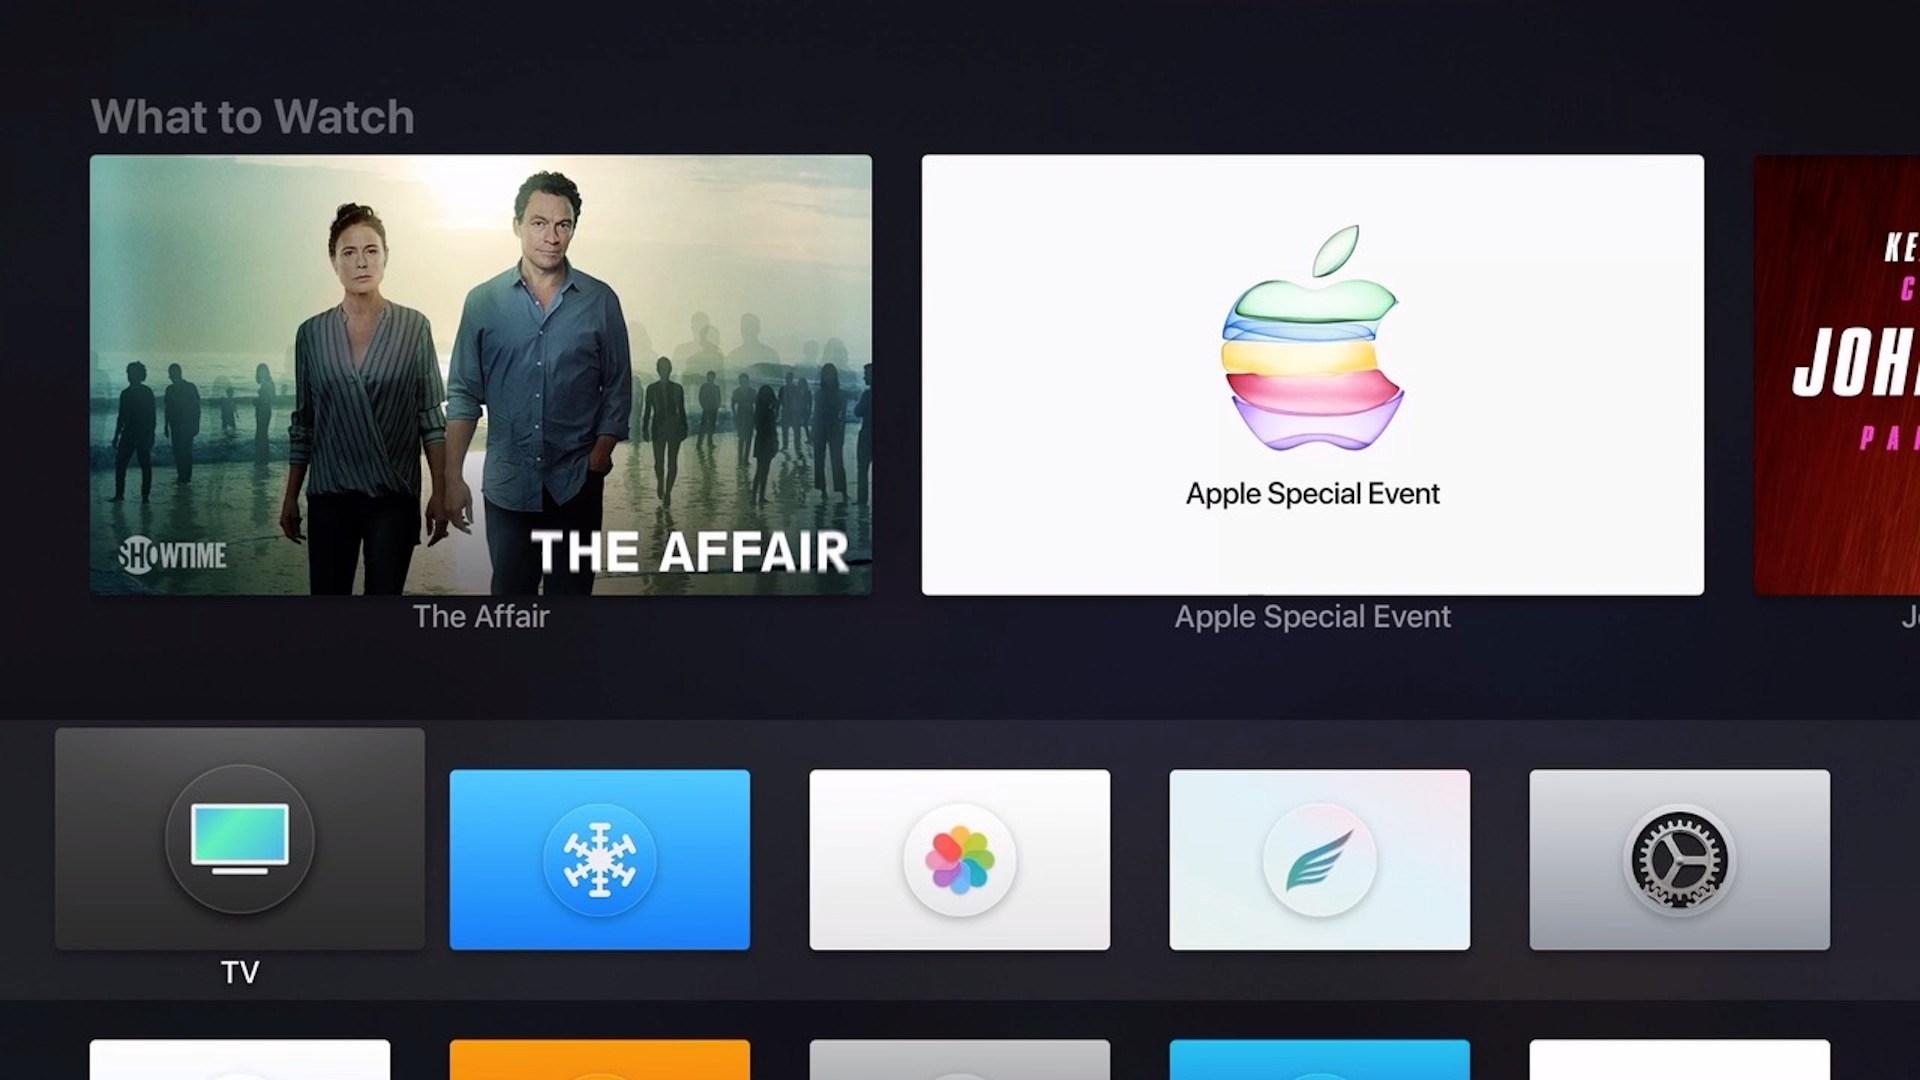 What to Watch
SHOWTIME
THE AFFAIR
The Affair
Apple Special Event
Apple Special Event
KE
C
JOH
PA
J
TV